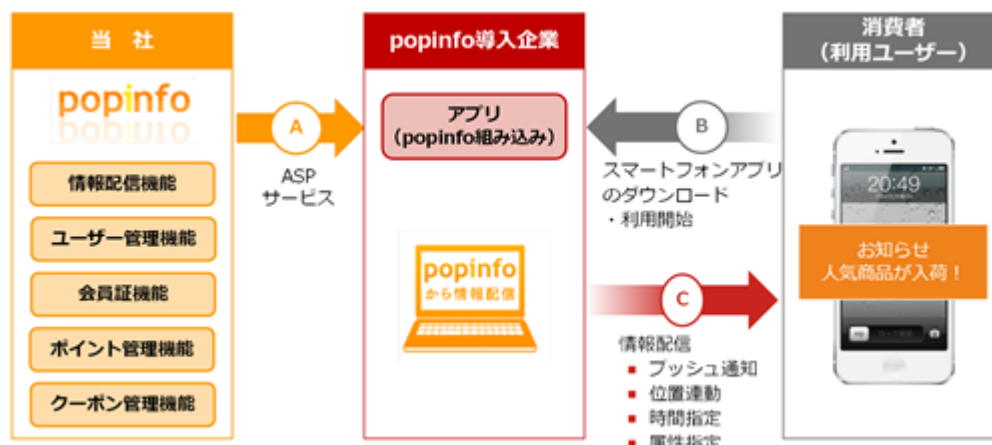 当 社
popinfo
情報配信機能
ユーザー管理機能
会員証機能
ポイント管理機能
クーポン管理機能
A
ASP
サービス
popinfo導入企業
アプリ
(popinfo組み込み)
popinfo
から情報配信
B
スマートフォンアプリ
のダウンロード
・利用開始
C
情報配信
■ プッシュ通知
■ 位置連動
■ 時間指定
■ 属性指定
消費者
(利用ユーザー)
20:49
お知らせ
人気商品が入荷!